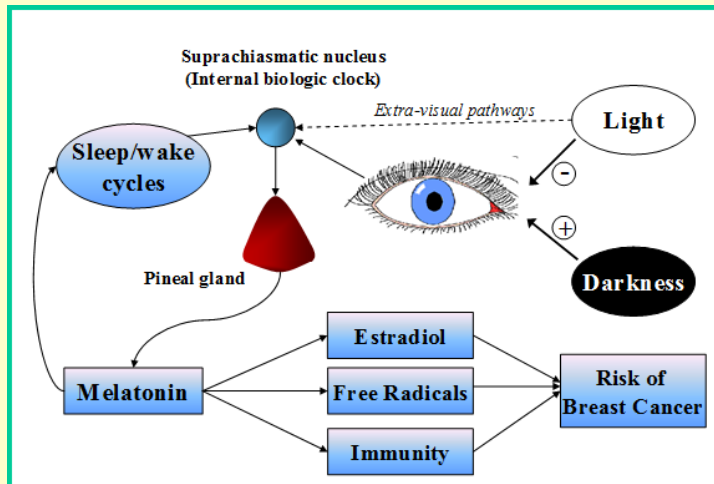 Suprachiasmatic nucleus
(Internal biologic clock)
Extra-visual pathways
Light
Sleep/wake
cycles
-
+
Pineal gland
Darkness
Estradiol
Melatonin
Free Radicals
Risk of
Breast Cancer
Immunity